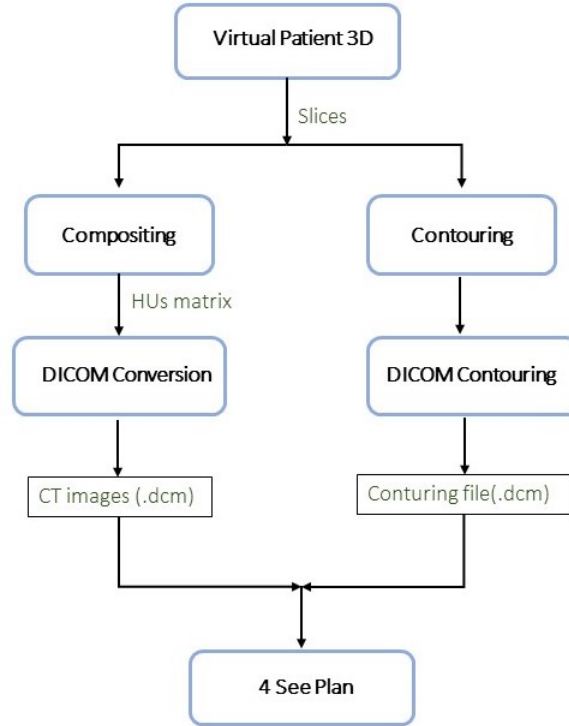 Virtual Patient 3D
Slices
Compositing
Contouring
HUs matrix
DICOM Conversion
DICOM Contouring
CT images (.dcm)
Conturing file(.dcm)
4 See Plan